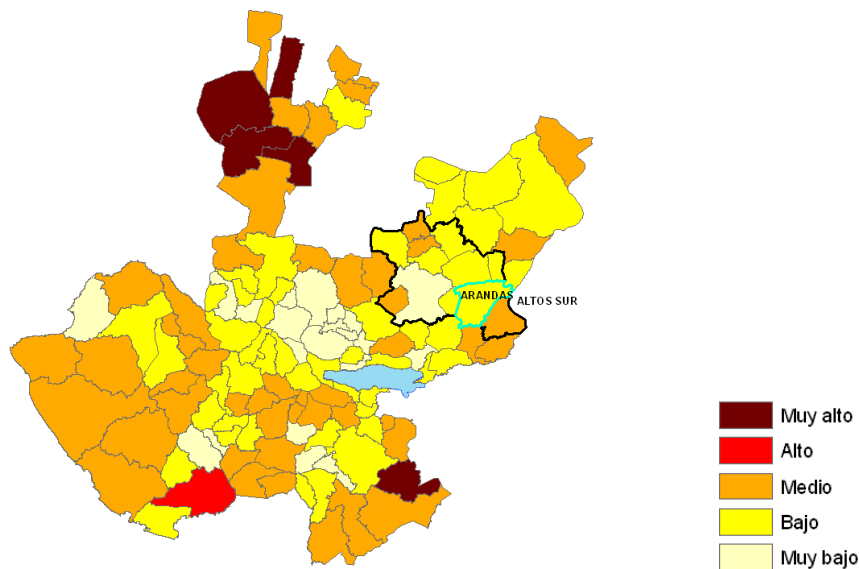 ARANDAS
ALTOS SUR
Muy alto
Alto
Medio
Bajo
Muy bajo